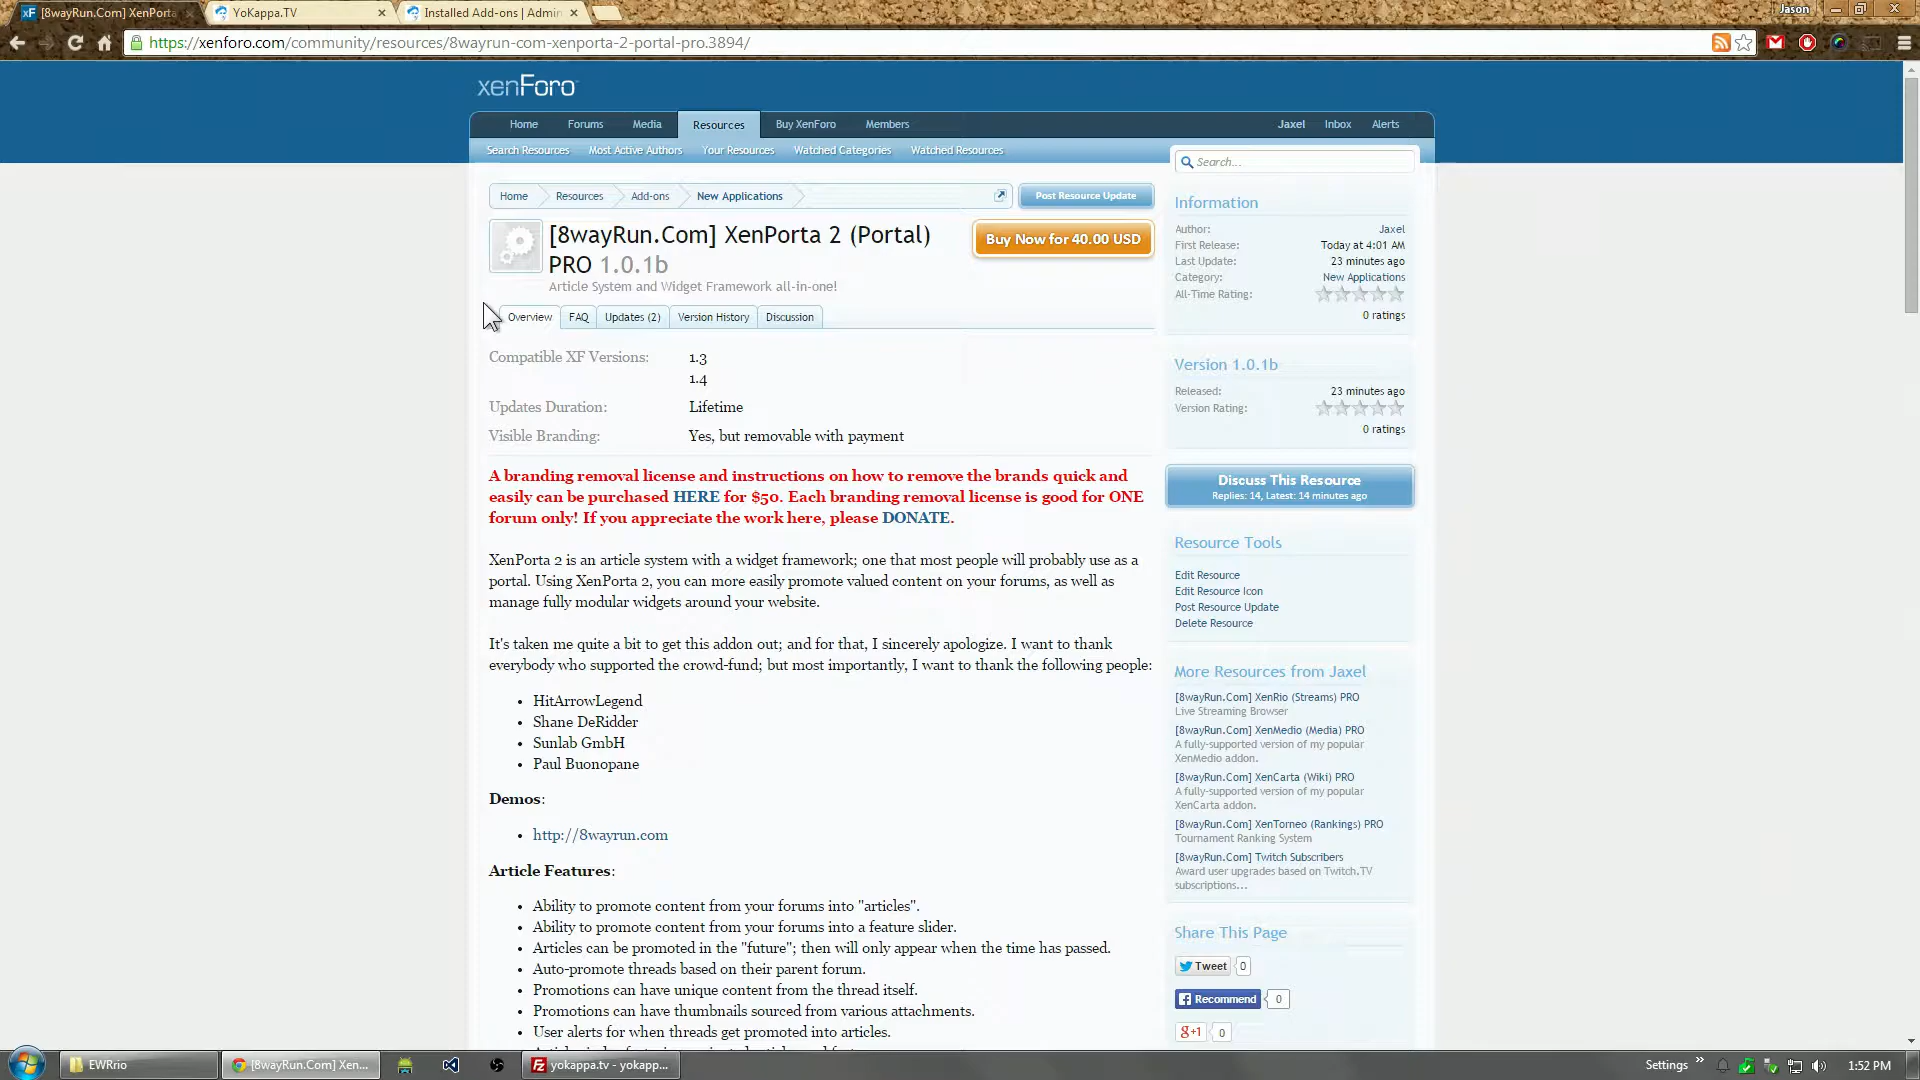 [8wayRun.Com] XenPorta
YoKappa.TV
Installed Add-ons | Admin
Jason
https://xenforo.com/community/resources/8wayrun-com-xenporta-2-portal-pro.3894/
xenForo
Home Forums Media Resources Buy XenForo Members Jaxel Inbox Alerts
Search Resources Most Active Authors Your Resources Watched Categories Watched Resources
Search...
Home Resources Add-ons New Applications Post Resource Update
[8wayRun.Com] XenPorta 2 (Portal)
PRO 1.0.1b
Article System and Widget Framework all-in-one!
Buy Now for 40.00 USD
Overview FAQ Updates (2) Version History Discussion
Compatible XF Versions: 1.3
1.4
Updates Duration: Lifetime
Visible Branding: Yes, but removable with payment
A branding removal license and instructions on how to remove the brands quick and
easily can be purchased HERE for $50. Each branding removal license is good for ONE
forum only! If you appreciate the work here, please DONATE.
XenPorta 2 is an article system with a widget framework; one that most people will probably use as a
portal. Using XenPorta 2, you can more easily promote valued content on your forums, as well as
manage fully modular widgets around your website.
It's taken me quite a bit to get this addon out; and for that, I sincerely apologize. I want to thank
everybody who supported the crowd-fund; but most importantly, I want to thank the following people:
• HitArrowLegend
• Shane DeRidder
• Sunlab GmbH
• Paul Buonopane
Demos:
• http://8wayrun.com
Article Features:
• Ability to promote content from your forums into "articles".
• Ability to promote content from your forums into a feature slider.
• Articles can be promoted in the "future"; then will only appear when the time has passed.
• Auto-promote threads based on their parent forum.
• Promotions can have unique content from the thread itself.
• Promotions can have thumbnails sourced from various attachments.
• User alerts for when threads get promoted into articles.
Information
Author: Jaxel
First Release: Today at 4:01 AM
Last Update: 23 minutes ago
Category: New Applications
All-Time Rating:
0 ratings
Version 1.0.1b
Released: 23 minutes ago
Version Rating:
0 ratings
Discuss This Resource
Replies: 14, Latest: 14 minutes ago
Resource Tools
Edit Resource
Edit Resource Icon
Post Resource Update
Delete Resource
More Resources from Jaxel
[8wayRun.Com] XenRio (Streams) PRO
Live Streaming Browser
[8wayRun.Com] XenMedio (Media) PRO
A fully-supported version of my popular
XenMedio addon.
[8wayRun.Com] XenCarta (Wiki) PRO
A fully-supported version of my popular
XenCarta addon.
[8wayRun.Com] XenTorneo (Rankings) PRO
Tournament Ranking System
[8wayRun.Com] Twitch Subscribers
Award user upgrades based on Twitch.TV
subscriptions...
Share This Page
Tweet 0
Recommend 0
g+1 0
EWRrio
[8wayRun.Com] Xen...
yokappa.tv - yokapp...
Settings
1:52 PM